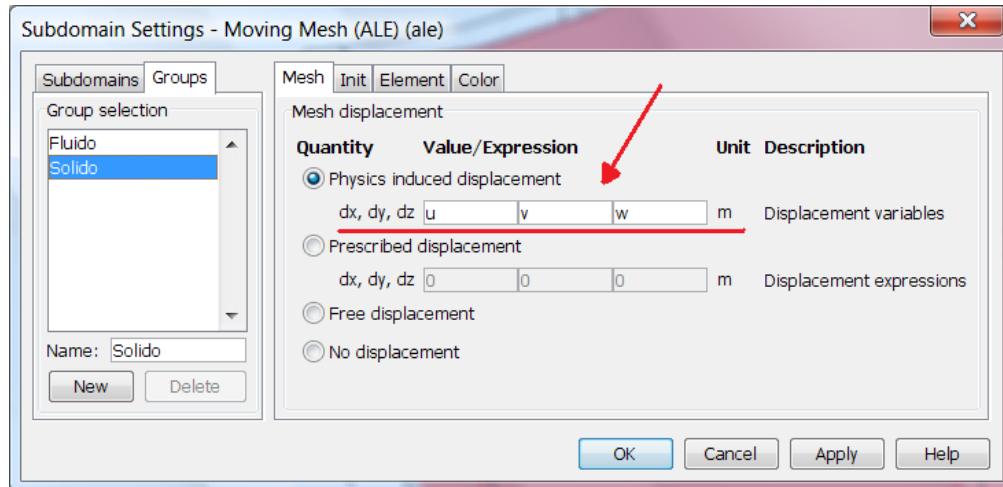 Subdomain Settings - Moving Mesh (ALE) (ale)
Subdomains Groups
Group selection
Fluido
Solido
Name: Solido
New Delete
Mesh Init Element Color
Mesh displacement
Quantity Value/Expression Unit Description
Physics induced displacement
dx, dy, dz u v w m Displacement variables
Prescribed displacement
dx, dy, dz 0 0 0 m Displacement expressions
Free displacement
No displacement
OK Cancel Apply Help